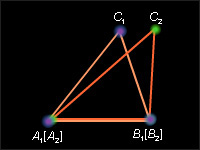 C₁ C₂
A₁[A₂] B₁[B₂]